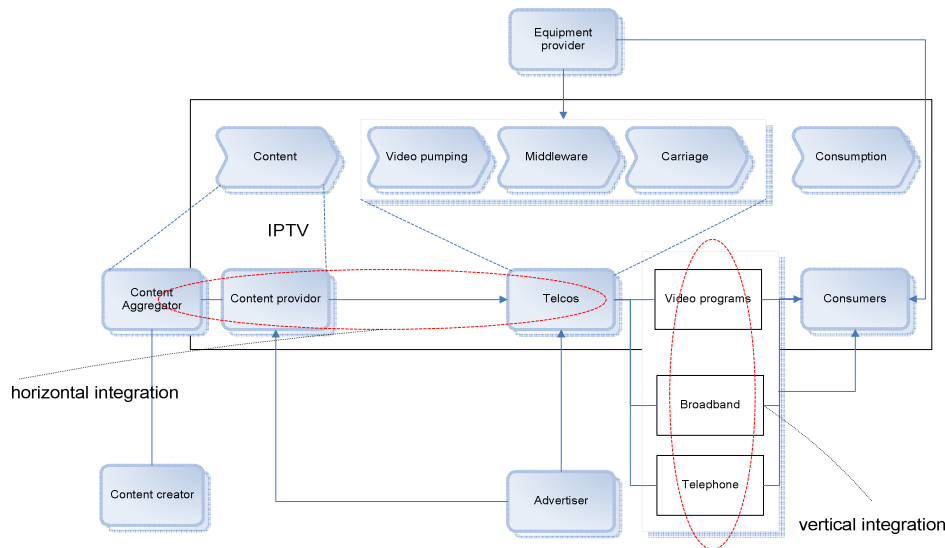 Equipment
provider
Content
Video pumping
Middleware
Carriage
Consumption
IPTV
Content
Aggregator
Content providor
Telcos
Video programs
Consumers
horizontal integration
Broadband
Telephone
Content creator
Advertiser
vertical integration